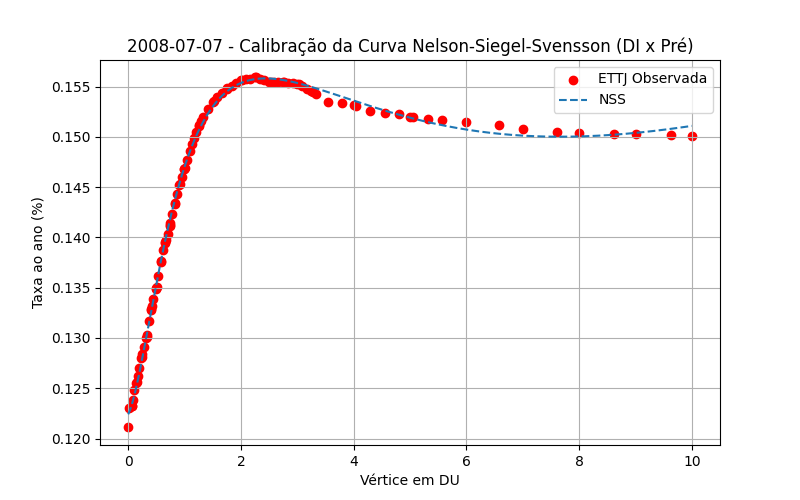 2008-07-07 - Calibração da Curva Nelson-Siegel-Svensson (DI x Pré)
ETTJ Observada
NSS
Taxa ao ano (%)
0.155
0.150
0.145
0.140
0.135
0.130
0.125
0.120
0 2 4 6 8 10
Vértice em DU